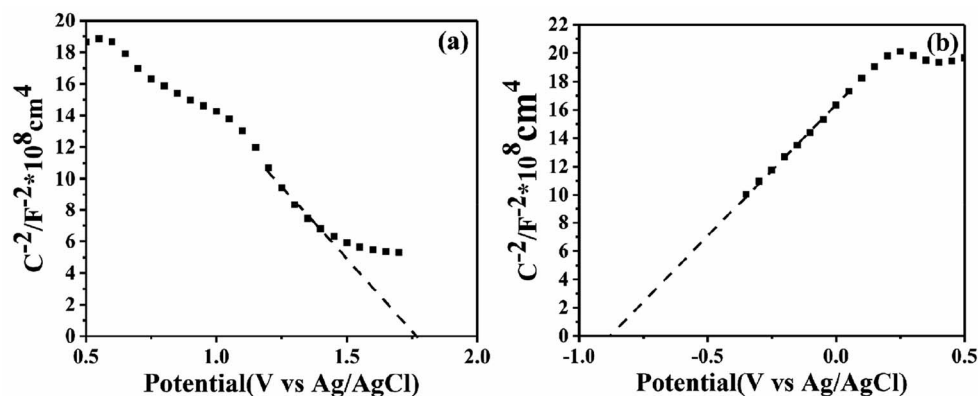 (a)
C⁻²/F⁻²*10⁸cm⁴
20
18
16
14
12
10
8
6
4
2
0
0.5 1.0 1.5 2.0
Potential(V vs Ag/AgCl)
(b)
C⁻²/F⁻²*10⁸cm⁴
22
20
18
16
14
12
10
8
6
4
2
0
-1.0 -0.5 0.0 0.5
Potential(V vs Ag/AgCl)